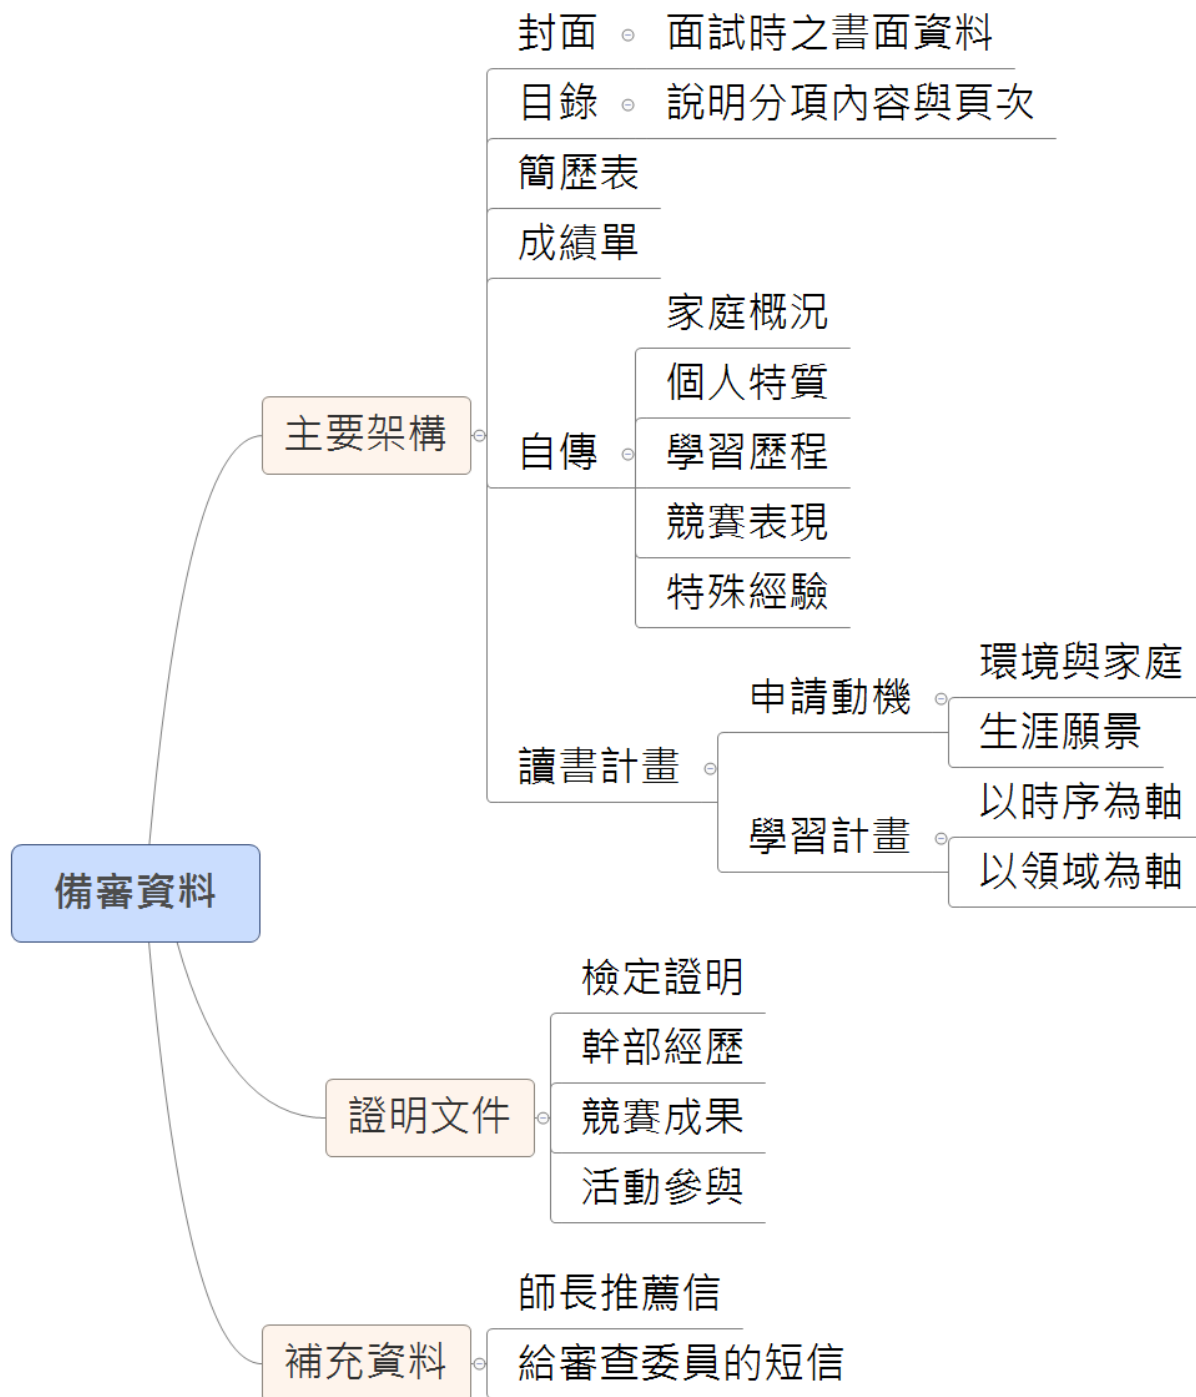 封面 面試時之書面資料
目錄 說明分項內容與頁次
簡歷表
成績單
家庭概況
個人特質
主要架構
自傳
學習歷程
競賽表現
特殊經驗
環境與家庭
申請動機
生涯願景
讀書計畫
以時序為軸
學習計畫
以領域為軸
備審資料
檢定證明
幹部經歷
證明文件
競賽成果
活動參與
師長推薦信
補充資料
給審查委員的短信